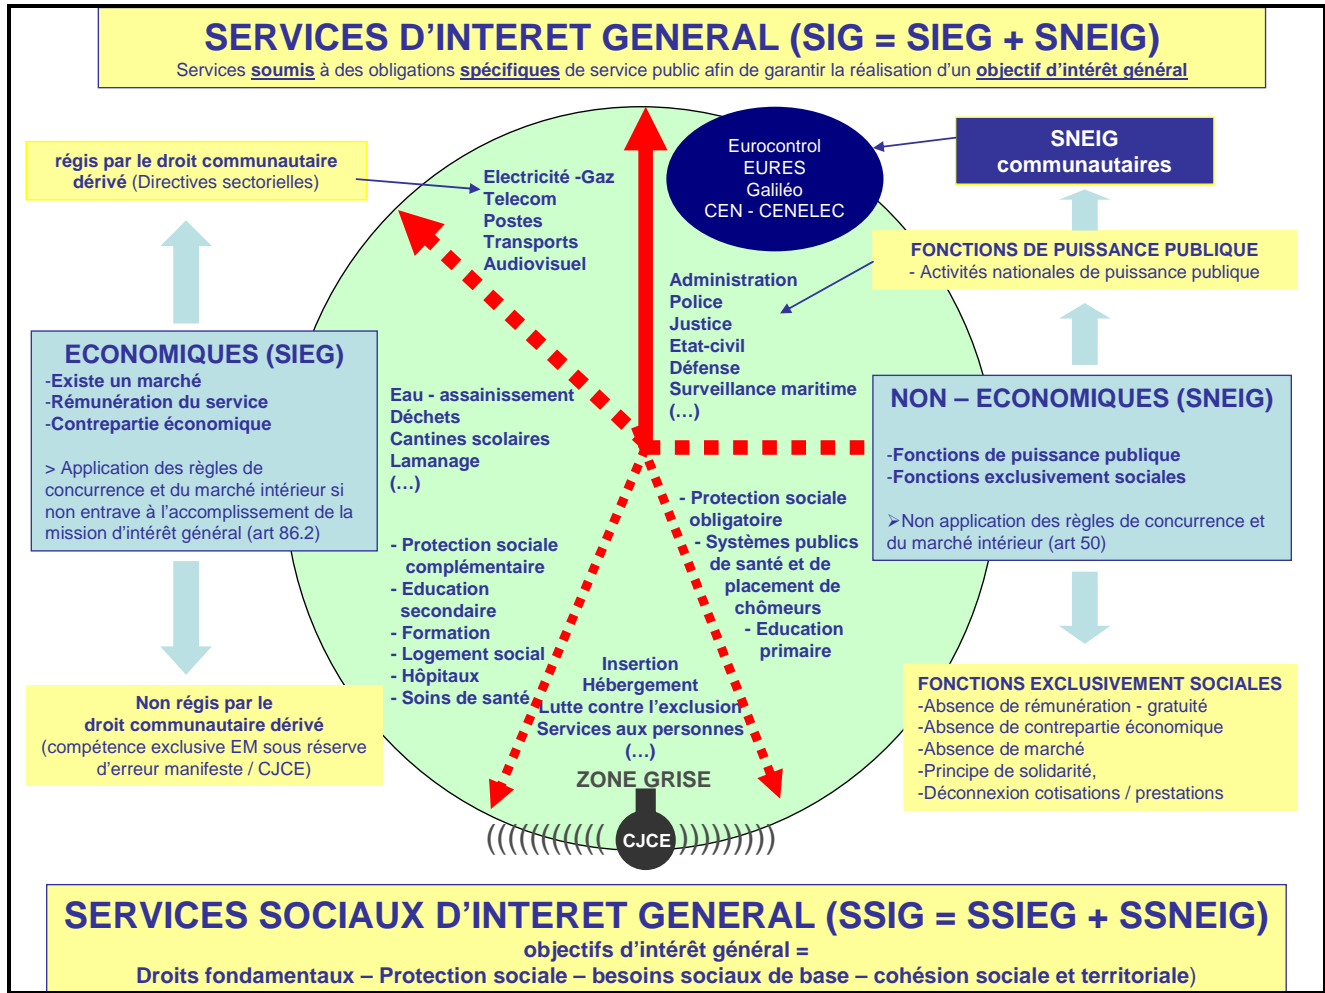 SERVICES D'INTERET GENERAL (SIG = SIEG + SNEIG)
Services soumis à des obligations spécifiques de service public afin de garantir la réalisation d'un objectif d'intérêt général
régis par le droit communautaire
dérivé (Directives sectorielles)
Electricité -Gaz
Telecom
Postes
Transports
Audiovisuel
Eurocontrol
EURES
Galiléo
CEN - CENELEC
SNEIG
communautaires
FONCTIONS DE PUISSANCE PUBLIQUE
- Activités nationales de puissance publique
Administration
Police
Justice
Etat-civil
Défense
Surveillance maritime
(…)
ECONOMIQUES (SIEG)
-Existe un marché
-Rémunération du service
-Contrepartie économique
> Application des règles de
concurrence et du marché intérieur si
non entrave à l'accomplissement de la
mission d'intérêt général (art 86.2)
Eau - assainissement
Déchets
Cantines scolaires
Lamanage
(…)
NON – ECONOMIQUES (SNEIG)
-Fonctions de puissance publique
-Fonctions exclusivement sociales
➢Non application des règles de concurrence et
du marché intérieur (art 50)
- Protection sociale
complémentaire
- Education
secondaire
- Formation
- Logement social
- Hôpitaux
- Soins de santé
- Protection sociale
obligatoire
- Systèmes publics
de santé et de
placement de
chômeurs
- Education
primaire
Insertion
Hébergement
Lutte contre l'exclusion
Services aux personnes
(…)
ZONE GRISE
Non régis par le
droit communautaire dérivé
(compétence exclusive EM sous réserve
d'erreur manifeste / CJCE)
FONCTIONS EXCLUSIVEMENT SOCIALES
-Absence de rémunération - gratuité
-Absence de contrepartie économique
-Absence de marché
-Principe de solidarité,
-Déconnexion cotisations / prestations
((((((((((( CJCE ))))))))))
SERVICES SOCIAUX D'INTERET GENERAL (SSIG = SSIEG + SSNEIG)
objectifs d'intérêt général =
Droits fondamentaux – Protection sociale – besoins sociaux de base – cohésion sociale et territoriale)